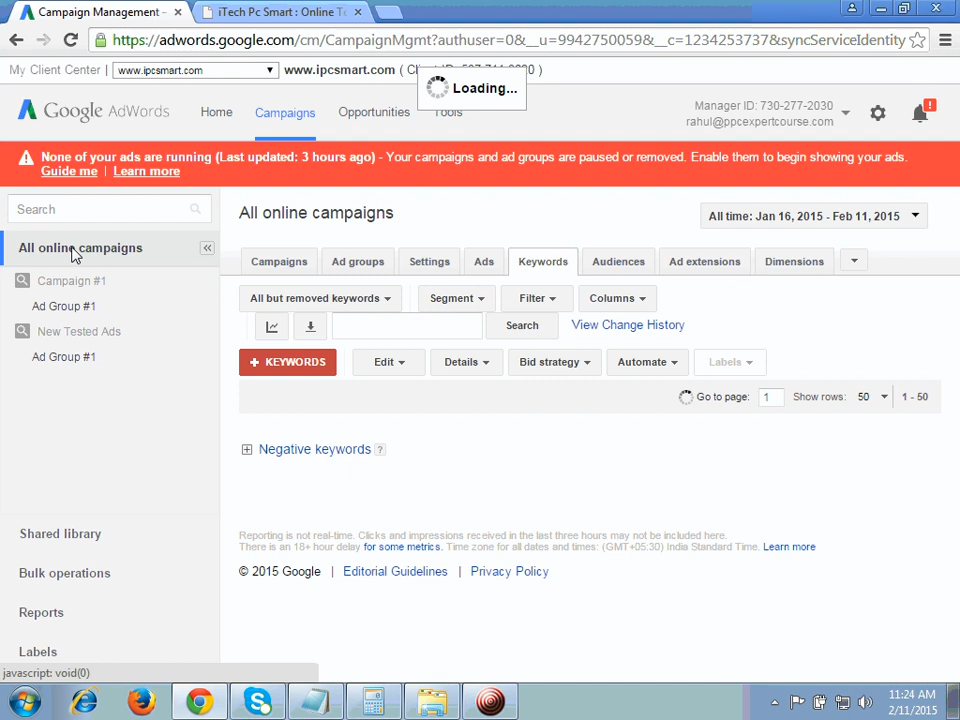 Campaign Management -
iTech Pc Smart : Online Te
https://adwords.google.com/cm/CampaignMgmt?authuser=0&__u=9942750059&__c=1234253737&syncServiceIdentity
My Client Center | www.ipcsmart.com www.ipcsmart.com ( Cl )
Loading...
Google AdWords
Home Campaigns Opportunities Tools
Manager ID: 730-277-2030
rahul@ppcexpertcourse.com
!
None of your ads are running (Last updated: 3 hours ago) - Your campaigns and ad groups are paused or removed. Enable them to begin showing your ads.
Guide me | Learn more
Search
All online campaigns
Campaign #1
Ad Group #1
New Tested Ads
Ad Group #1
Shared library
Bulk operations
Reports
Labels
All online campaigns
All time: Jan 16, 2015 - Feb 11, 2015
Campaigns Ad groups Settings Ads Keywords Audiences Ad extensions Dimensions
All but removed keywords Segment Filter Columns
Search View Change History
+ KEYWORDS Edit Details Bid strategy Automate Labels
Go to page: 1 Show rows: 50 1 - 50
Negative keywords ?
Reporting is not real-time. Clicks and impressions received in the last three hours may not be included here.
There is an 18+ hour delay for some metrics. Time zone for all dates and times: (GMT+05:30) India Standard Time. Learn more
© 2015 Google | Editorial Guidelines | Privacy Policy
javascript: void(0)
11:24 AM
2/11/2015